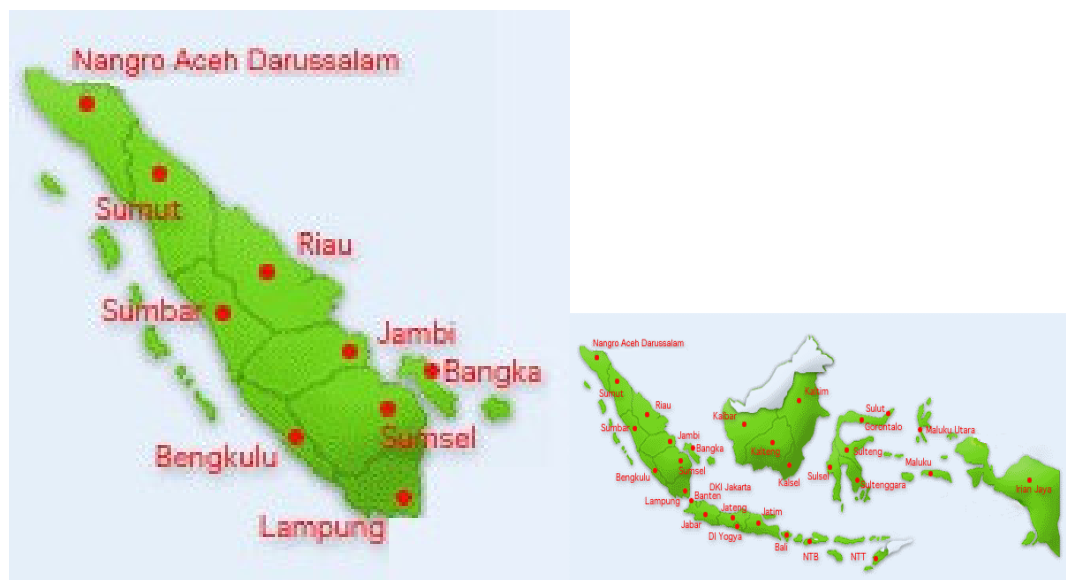 Nangro Aceh Darussalam
Sumut
Riau
Sumbar
Jambi
Bangka
Sumsel
Bengkulu
Lampung
Nangro Aceh Darussalam
Sumut
Riau
Sumbar
Jambi
Bangka
Sumsel
Bengkulu
Lampung
Banten
DKI Jakarta
Jabar
Jateng
DI Yogya
Jatim
Bali
NTB
NTT
Kalbar
Kaltim
Kalteng
Kalsel
Sulut
Gorontalo
Sulteng
Sulsel
Sultenggara
Maluku Utara
Maluku
Irian Jaya